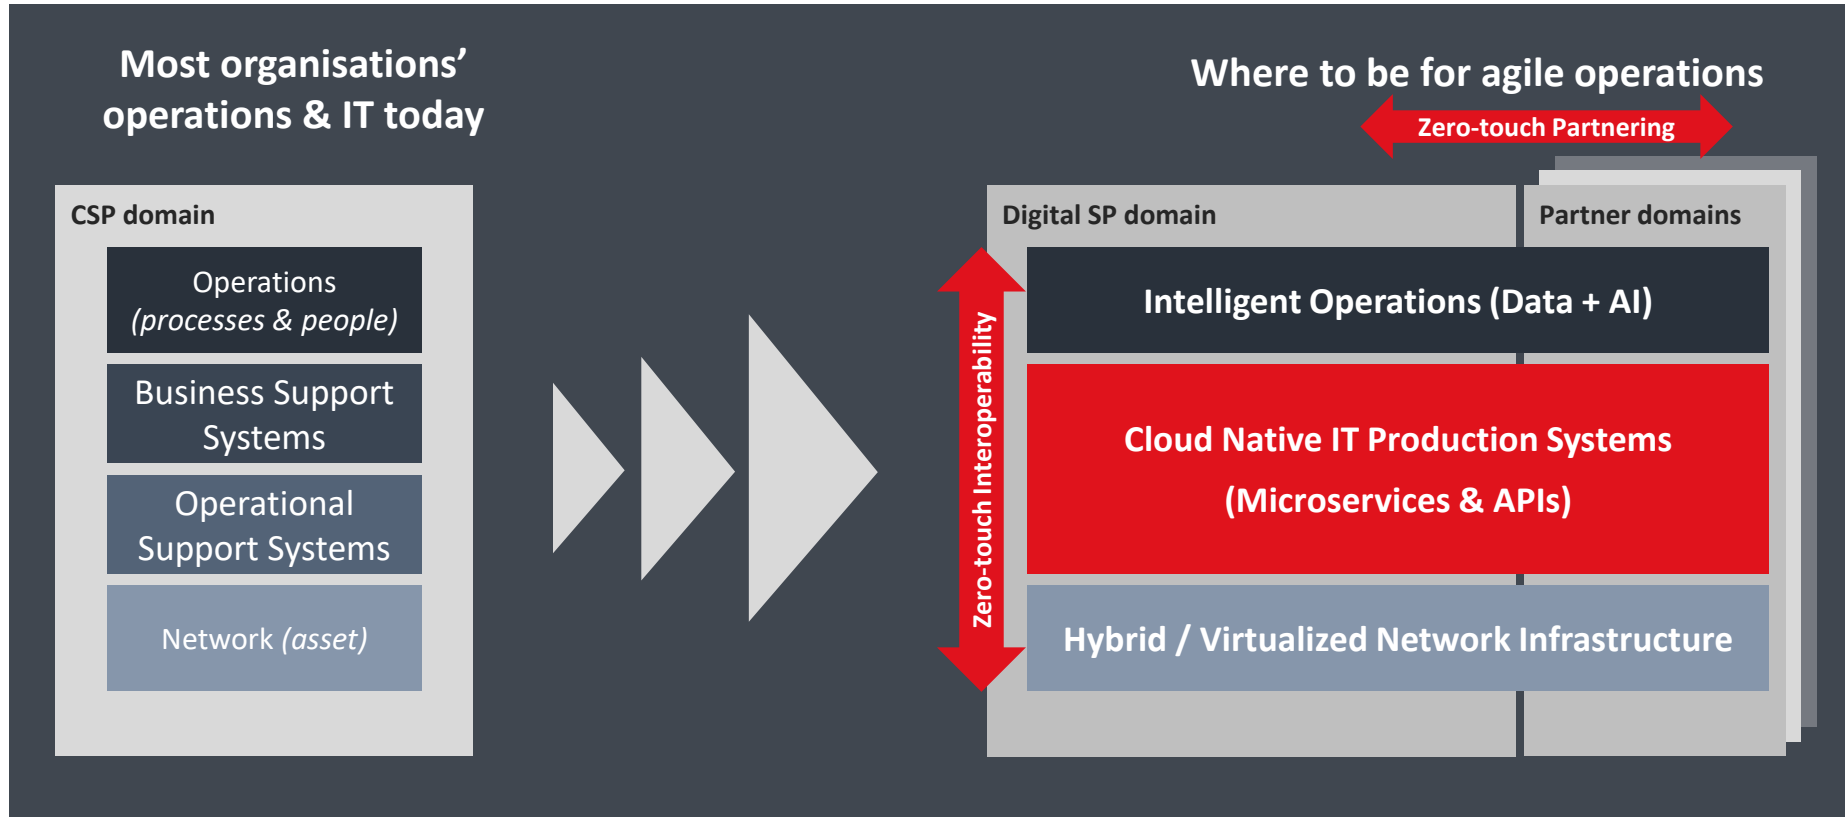 Most organisations’
operations & IT today
Where to be for agile operations
Zero-touch Partnering
CSP domain
Operations
(processes & people)
Business Support
Systems
Operational
Support Systems
Network (asset)
Digital SP domain
Partner domains
Zero-touch Interoperability
Intelligent Operations (Data + AI)
Cloud Native IT Production Systems
(Microservices & APIs)
Hybrid / Virtualized Network Infrastructure